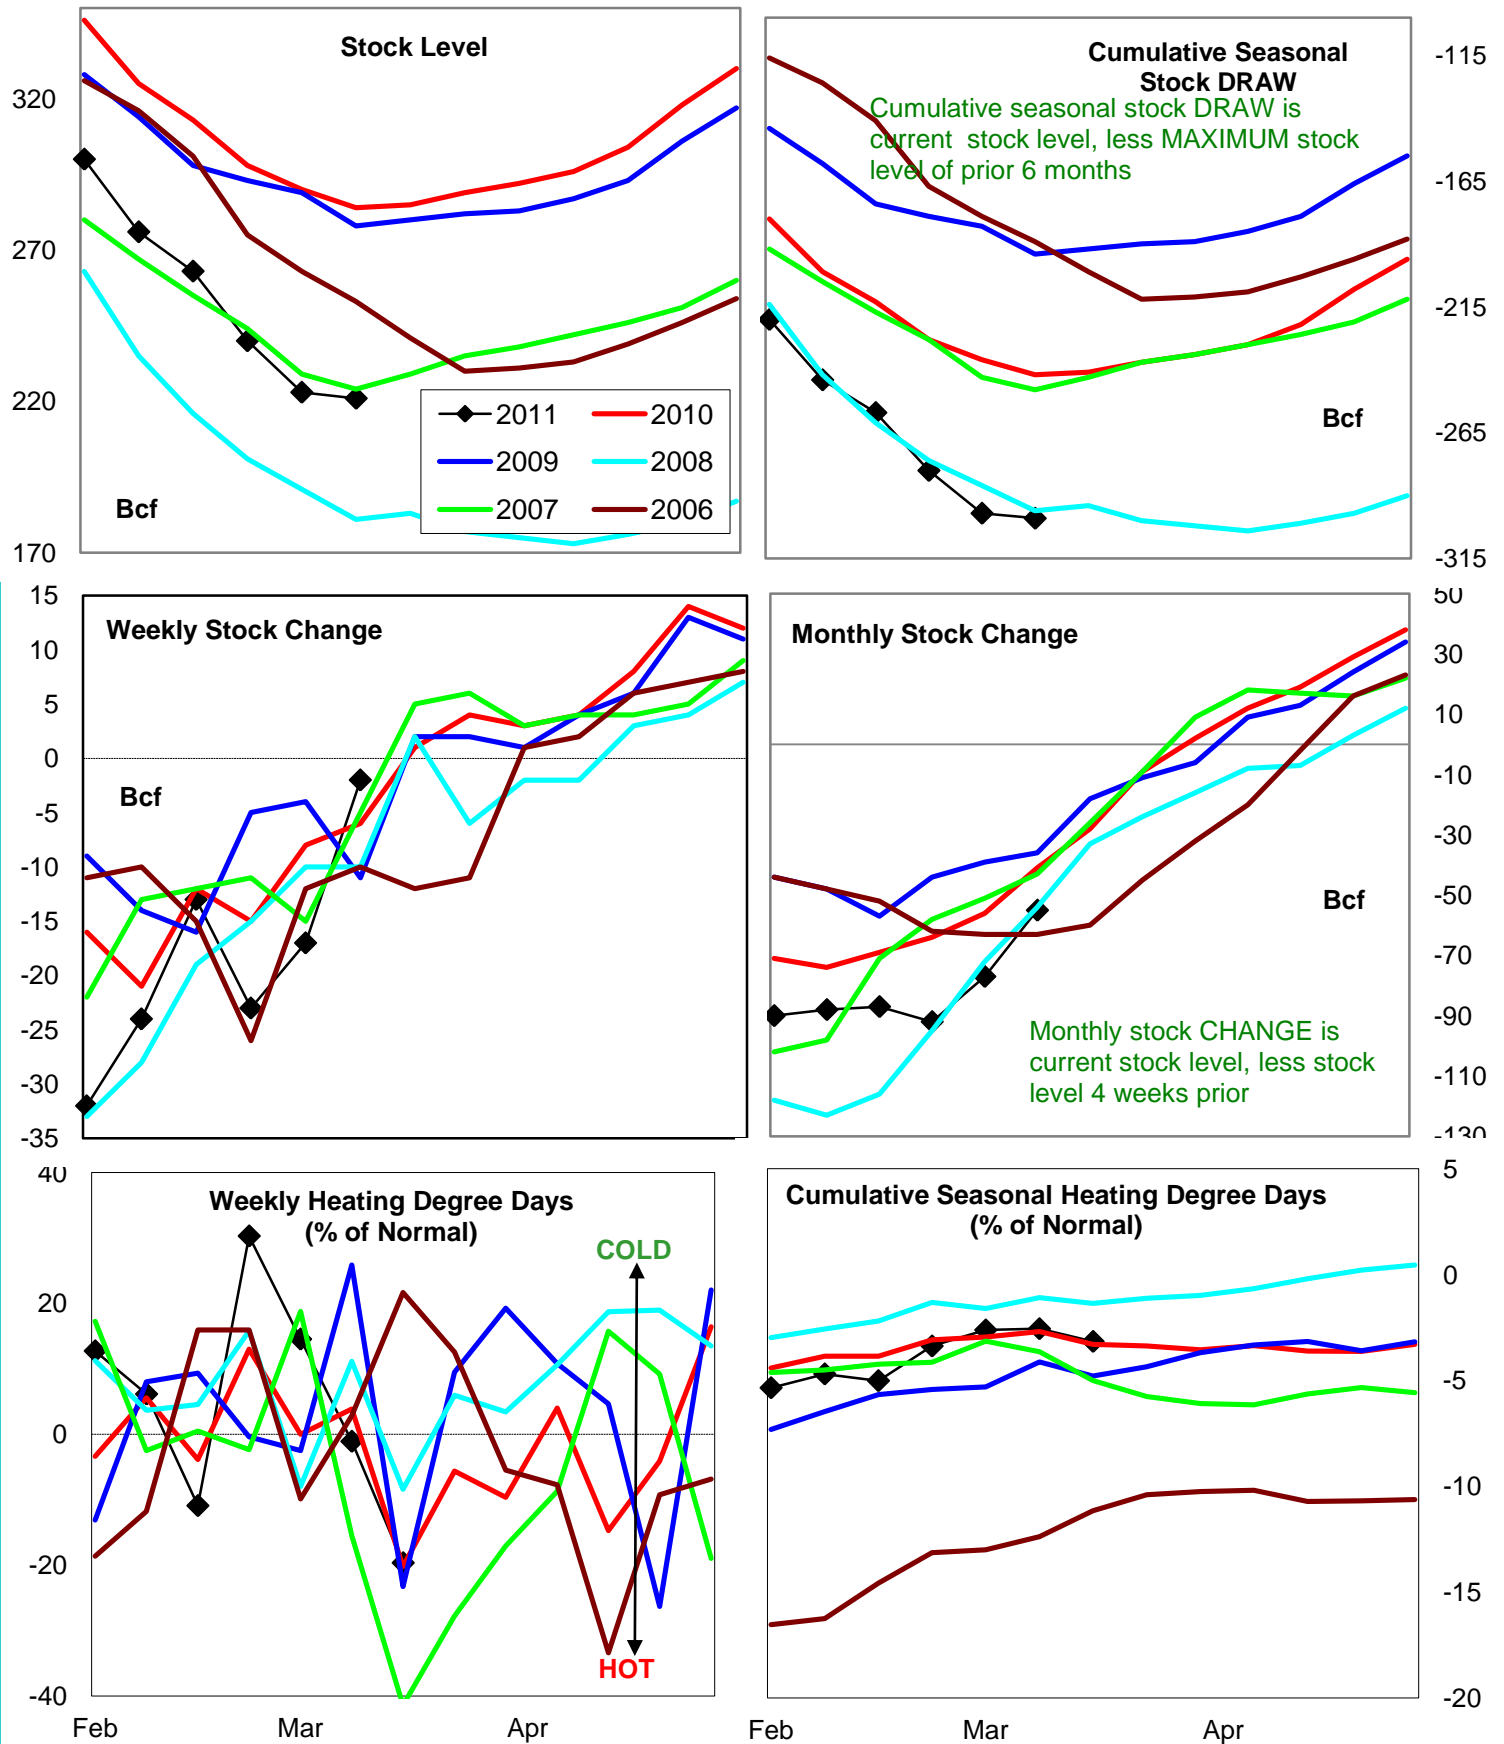 Stock Level
320
270
220
170
Bcf
2011
2010
2009
2008
2007
2006
Cumulative Seasonal
Stock DRAW
Cumulative seasonal stock DRAW is
current stock level, less MAXIMUM stock
level of prior 6 months
Bcf
-115
-165
-215
-265
-315
Weekly Stock Change
15
10
5
0
-5
-10
-15
-20
-25
-30
-35
Bcf
Monthly Stock Change
50
30
10
-10
-30
-50
-70
-90
-110
-130
Bcf
Monthly stock CHANGE is
current stock level, less stock
level 4 weeks prior
Weekly Heating Degree Days
(% of Normal)
40
20
0
-20
-40
COLD
HOT
Feb
Mar
Apr
Cumulative Seasonal Heating Degree Days
(% of Normal)
5
0
-5
-10
-15
-20
Feb
Mar
Apr